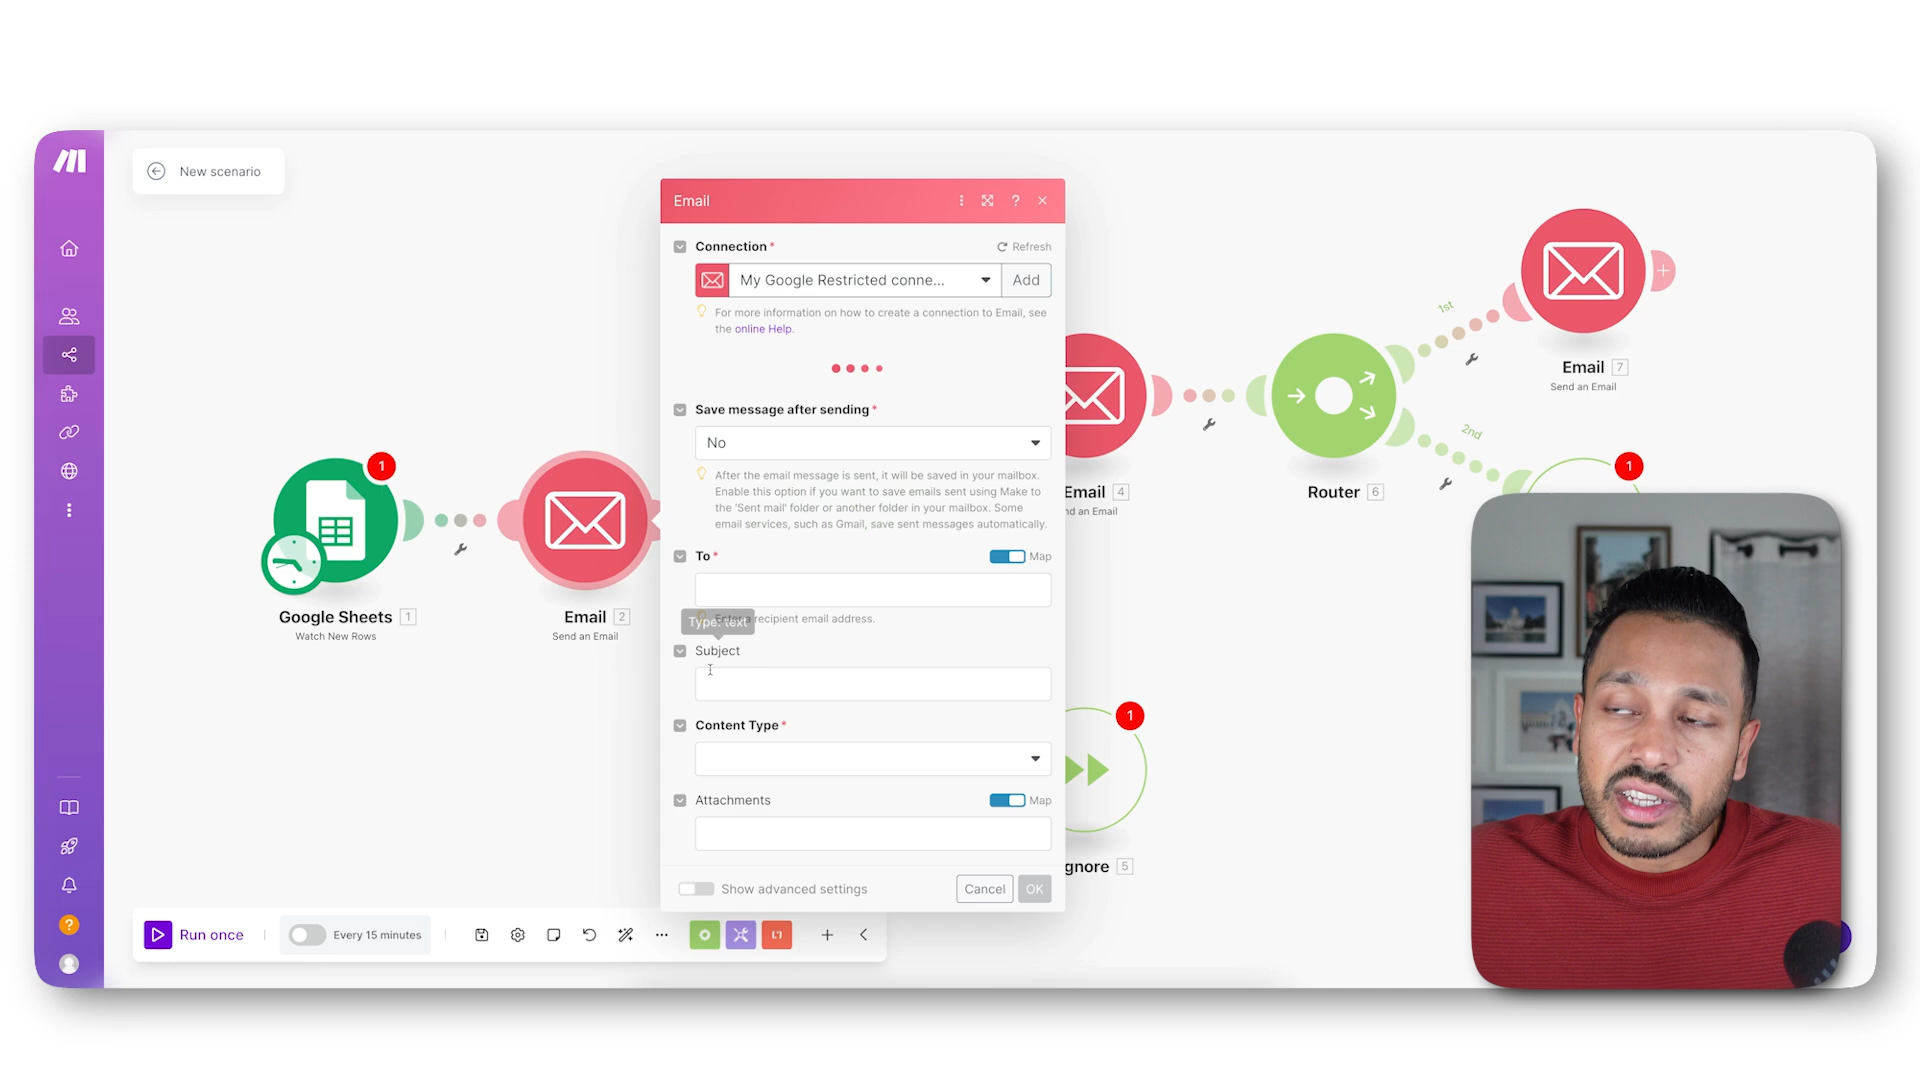 New scenario
Email
?
Connection *
Refresh
My Google Restricted conne...
Add
For more information on how to create a connection to Email, see
the online Help.
Save message after sending *
No
After the email message is sent, it will be saved in your mailbox.
Enable this option if you want to save emails sent using Make to
the 'Sent mail' folder or another folder in your mailbox. Some
email services, such as Gmail, save sent messages automatically.
To *
Map
recipient email address.
Type: text
Subject
Content Type *
Attachments
Map
Show advanced settings
Cancel
OK
1
Google Sheets 1
Watch New Rows
Email 2
Send an Email
Email 4
nd an Email
Router 6
1st
2nd
Email 7
Send an Email
1
1
gnore 5
Run once
Every 15 minutes
?